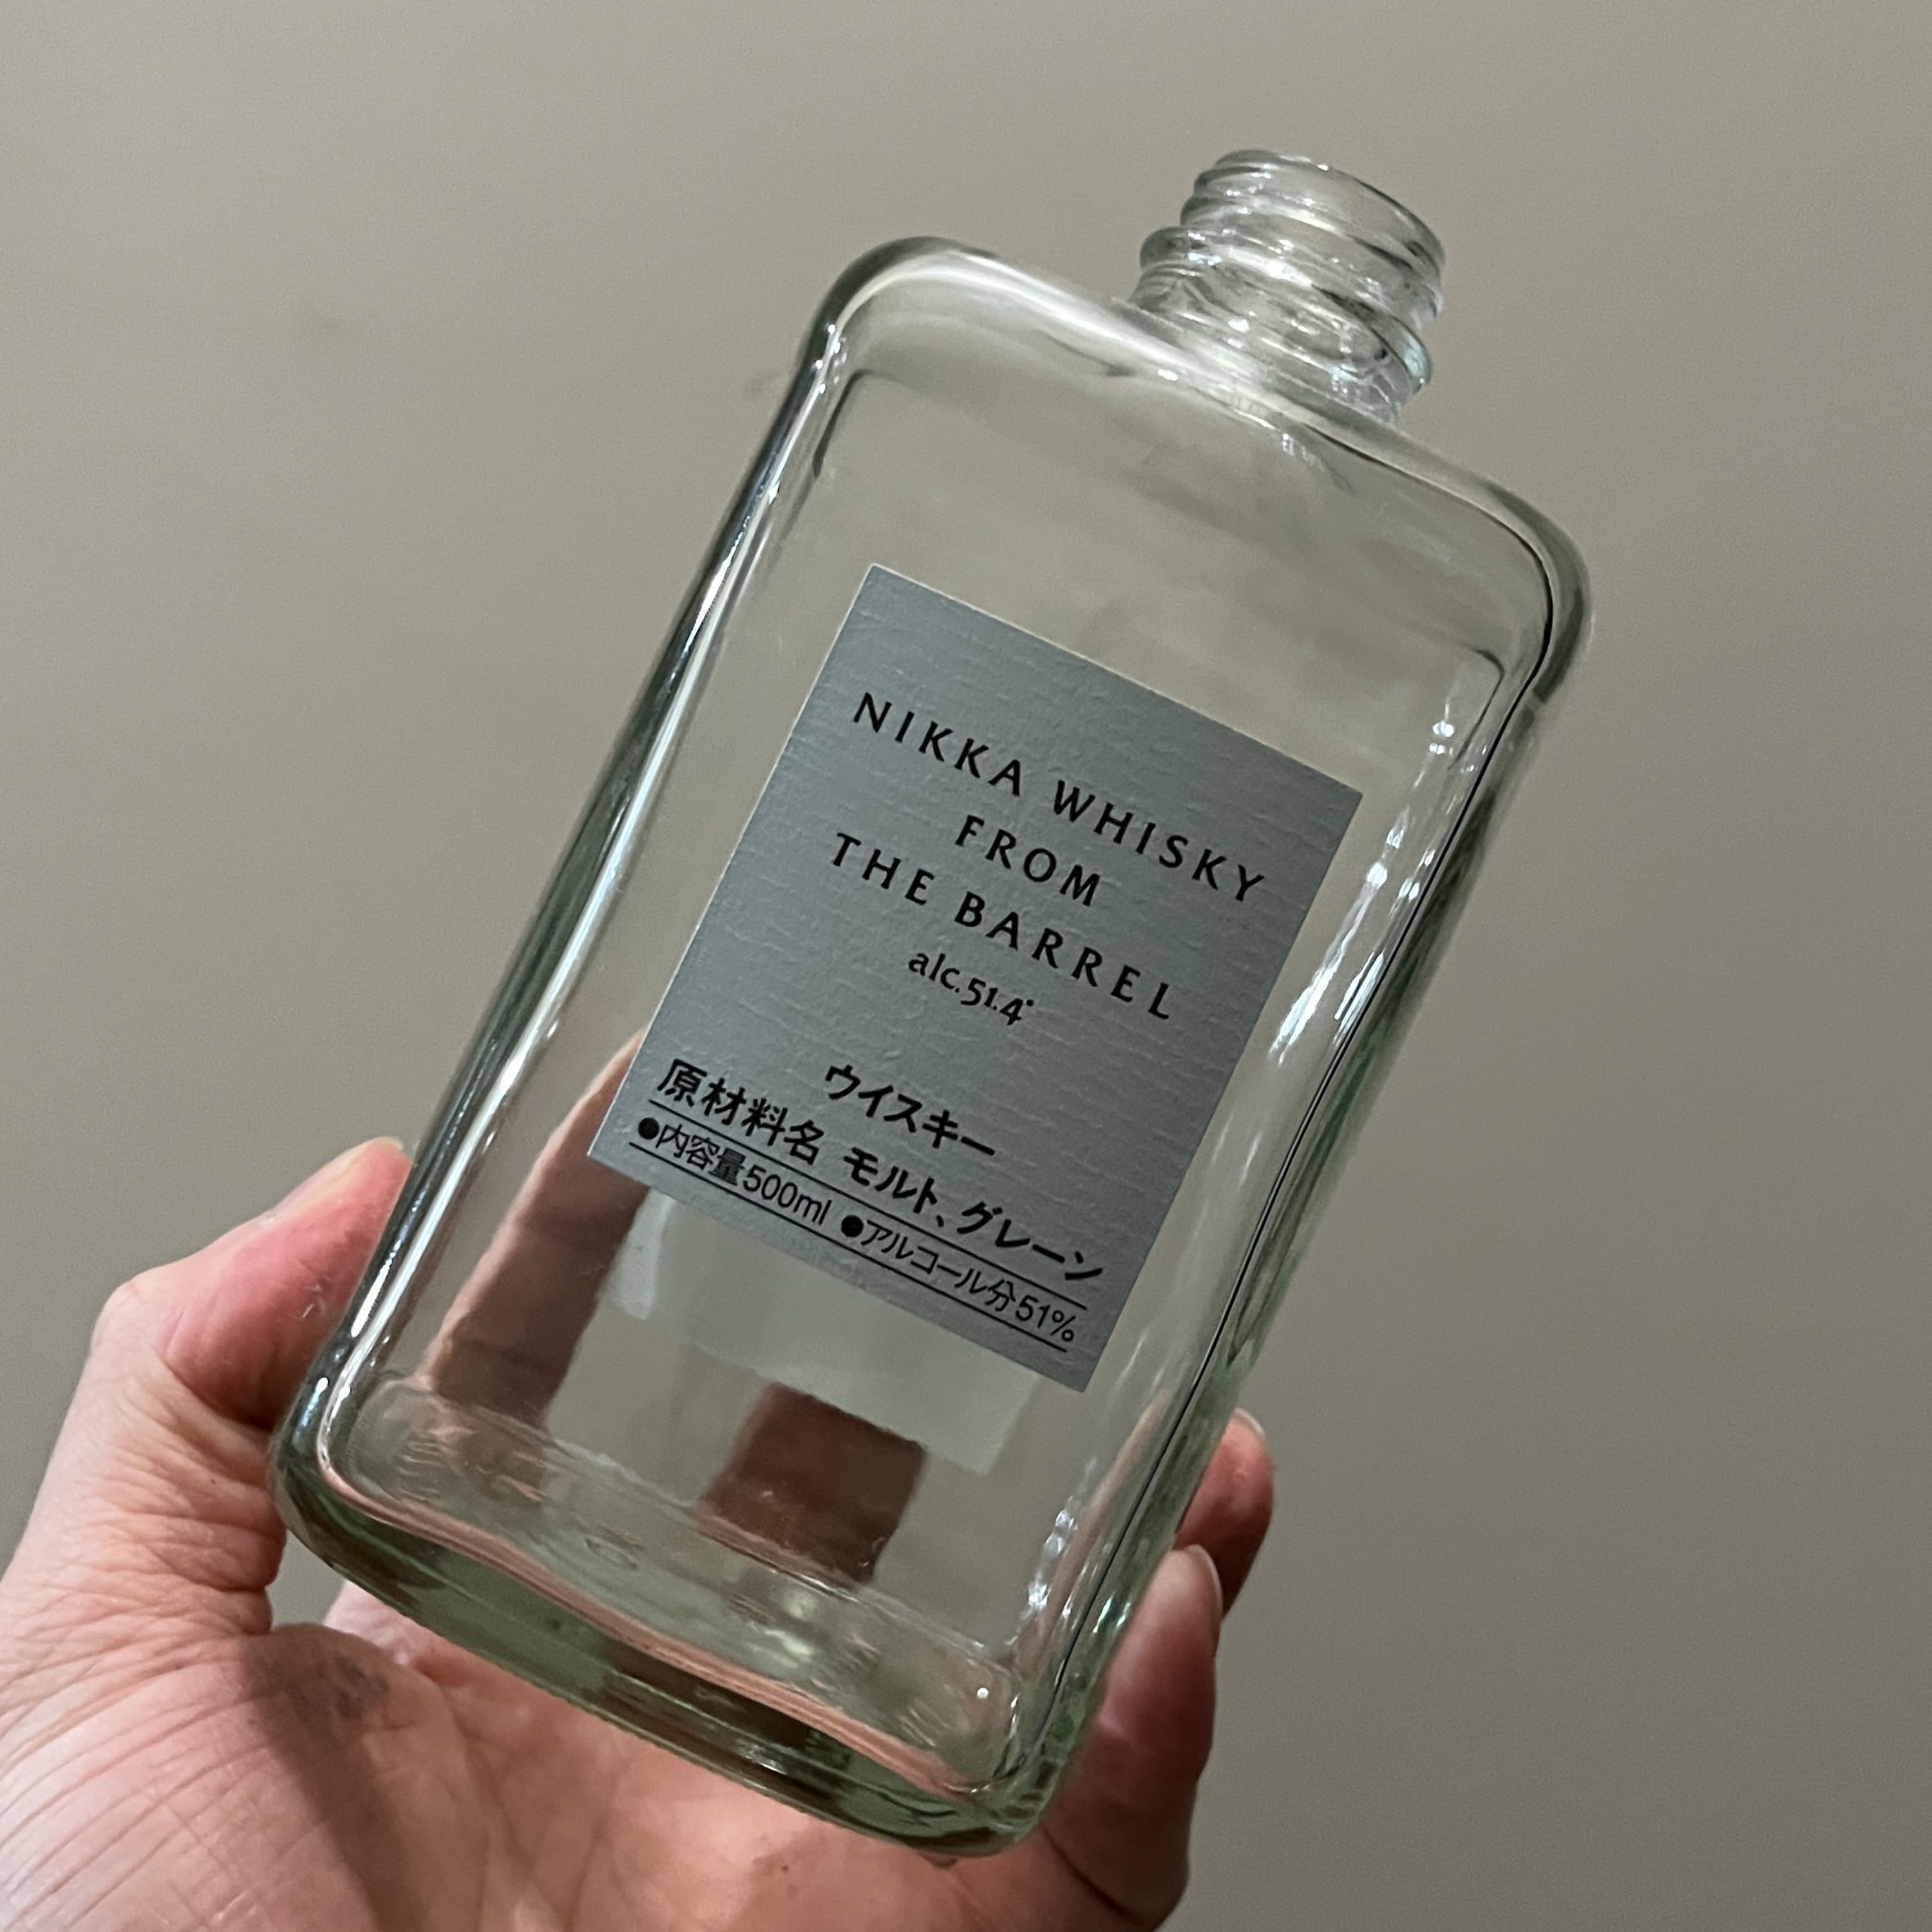 NIKKA WHISKY
FROM
THE BARREL
alc.51.4°
ウイスキー
原材料名 モルト、グレーン
●内容量500ml ●アルコール分51%